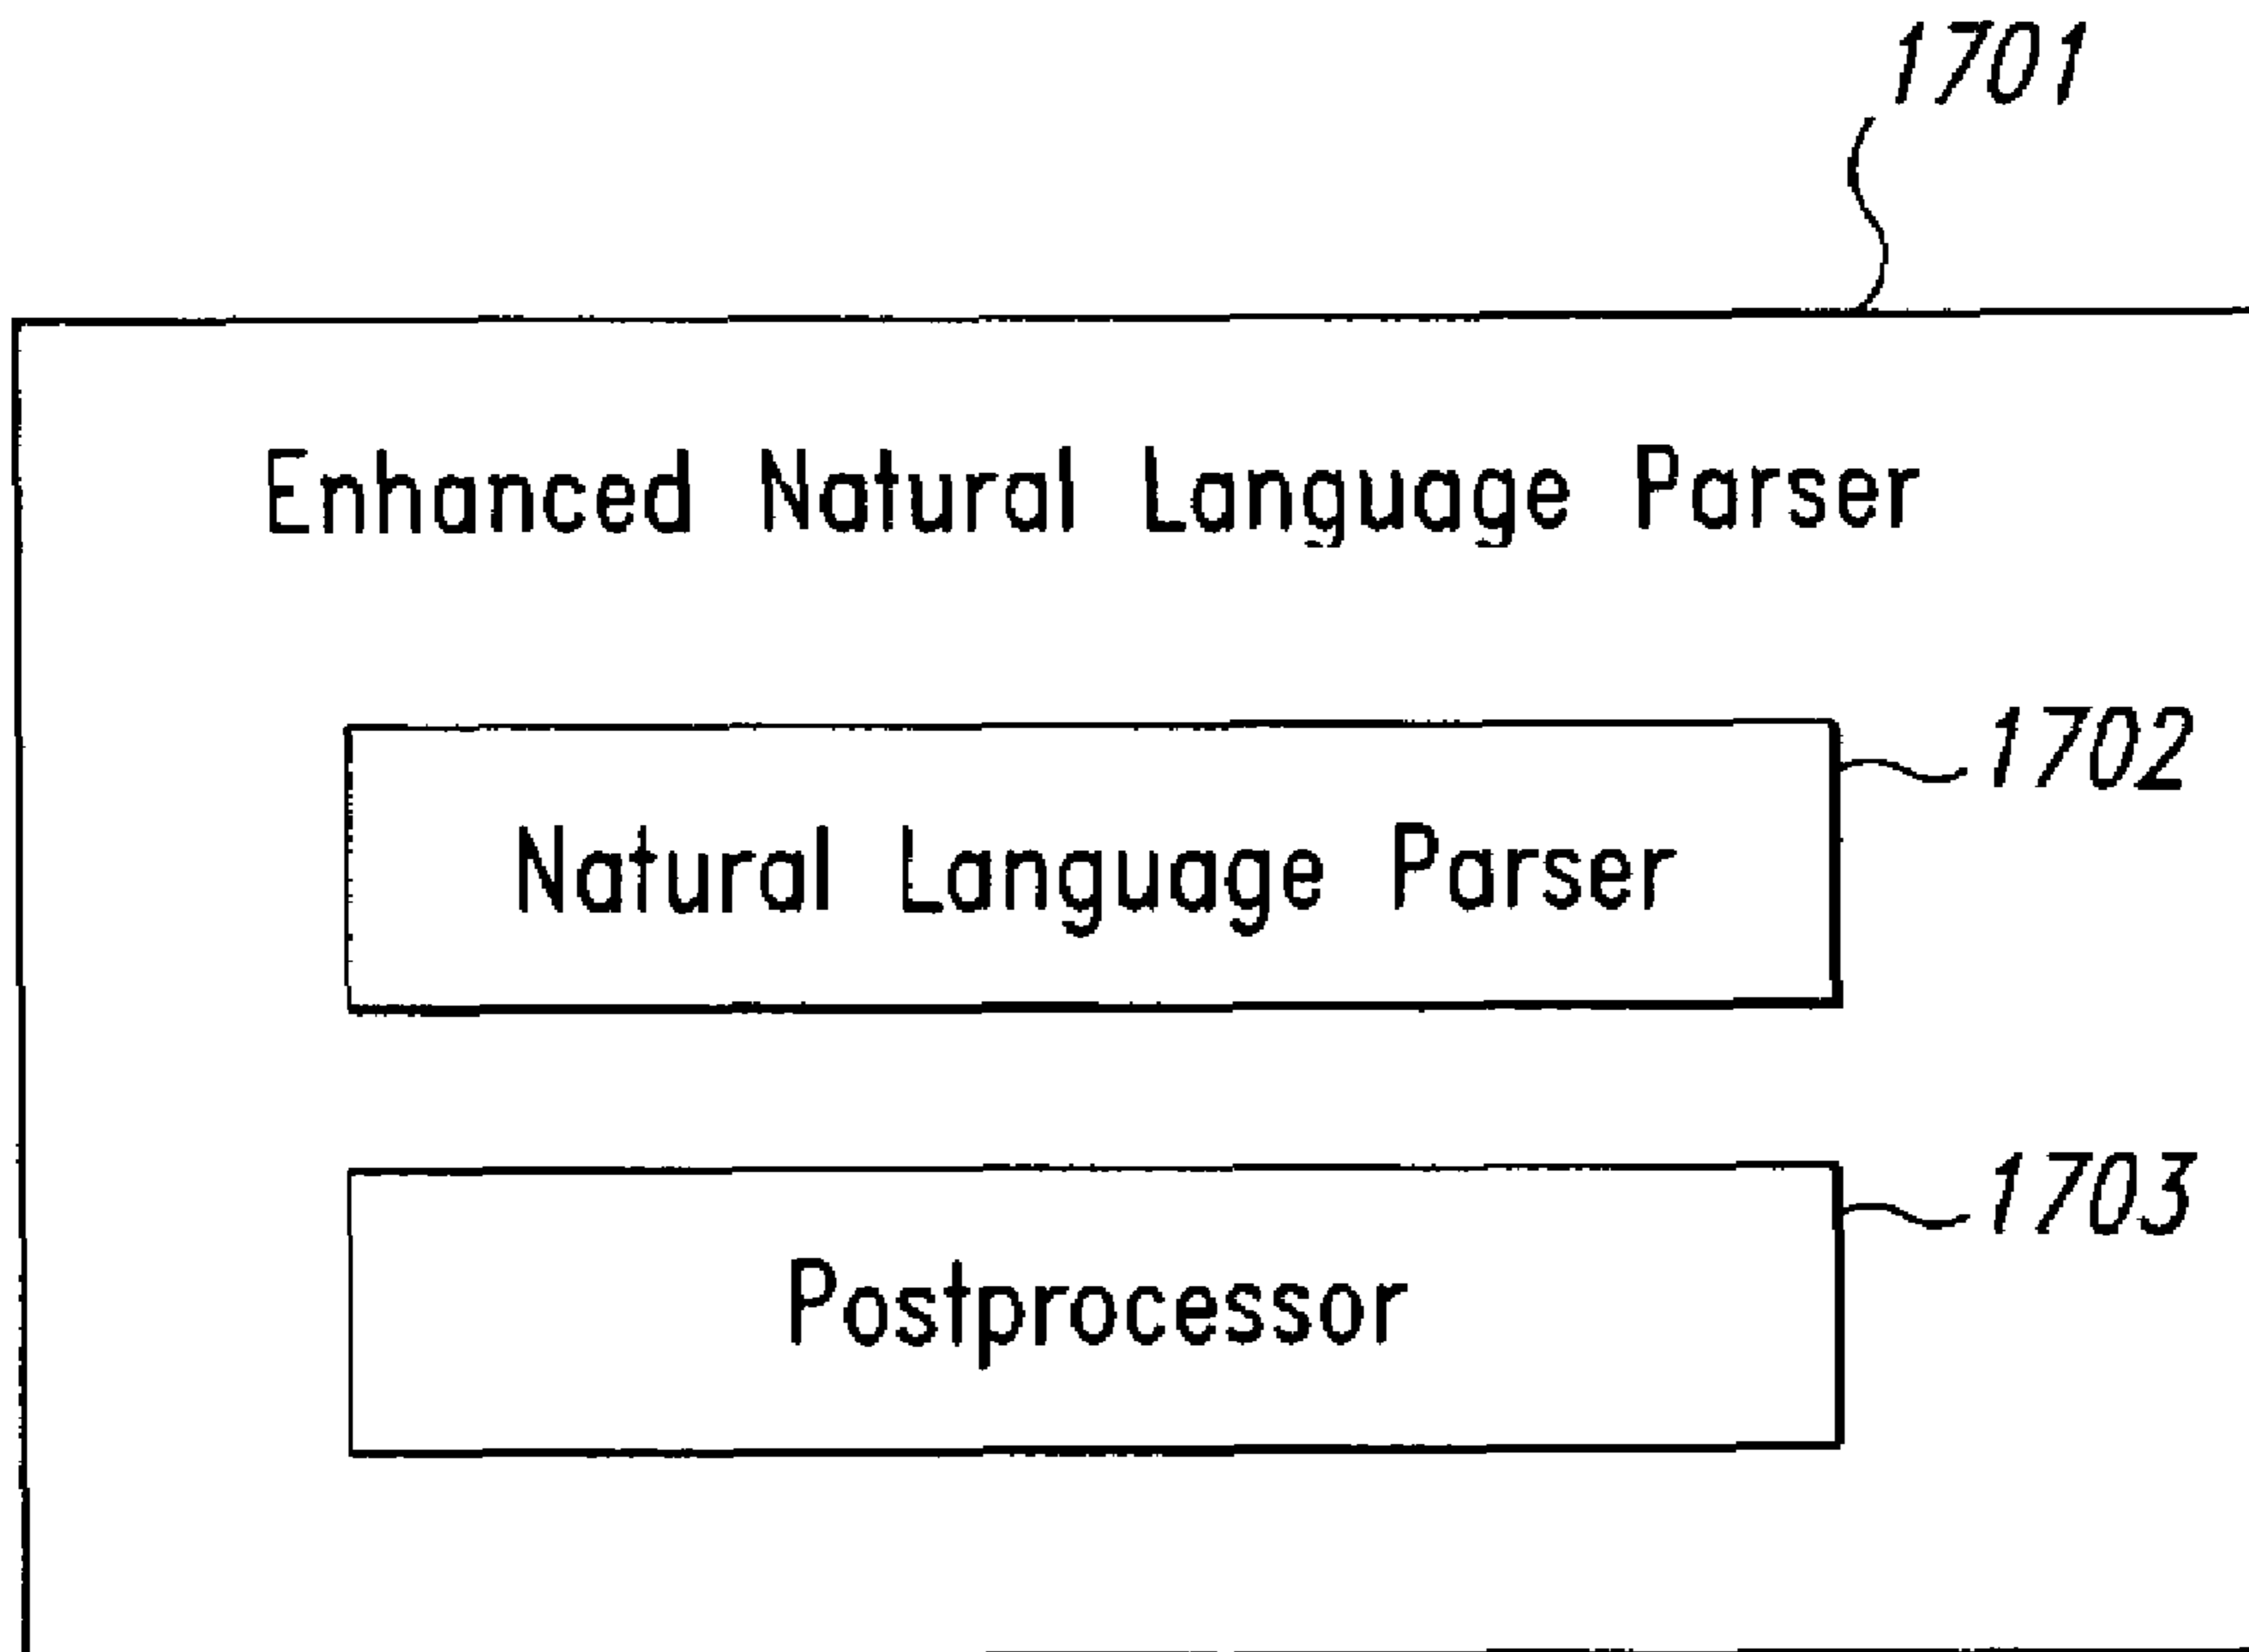 1701
Enhanced Natural Language Parser
1702
Natural Language Parser
1703
Postprocessor